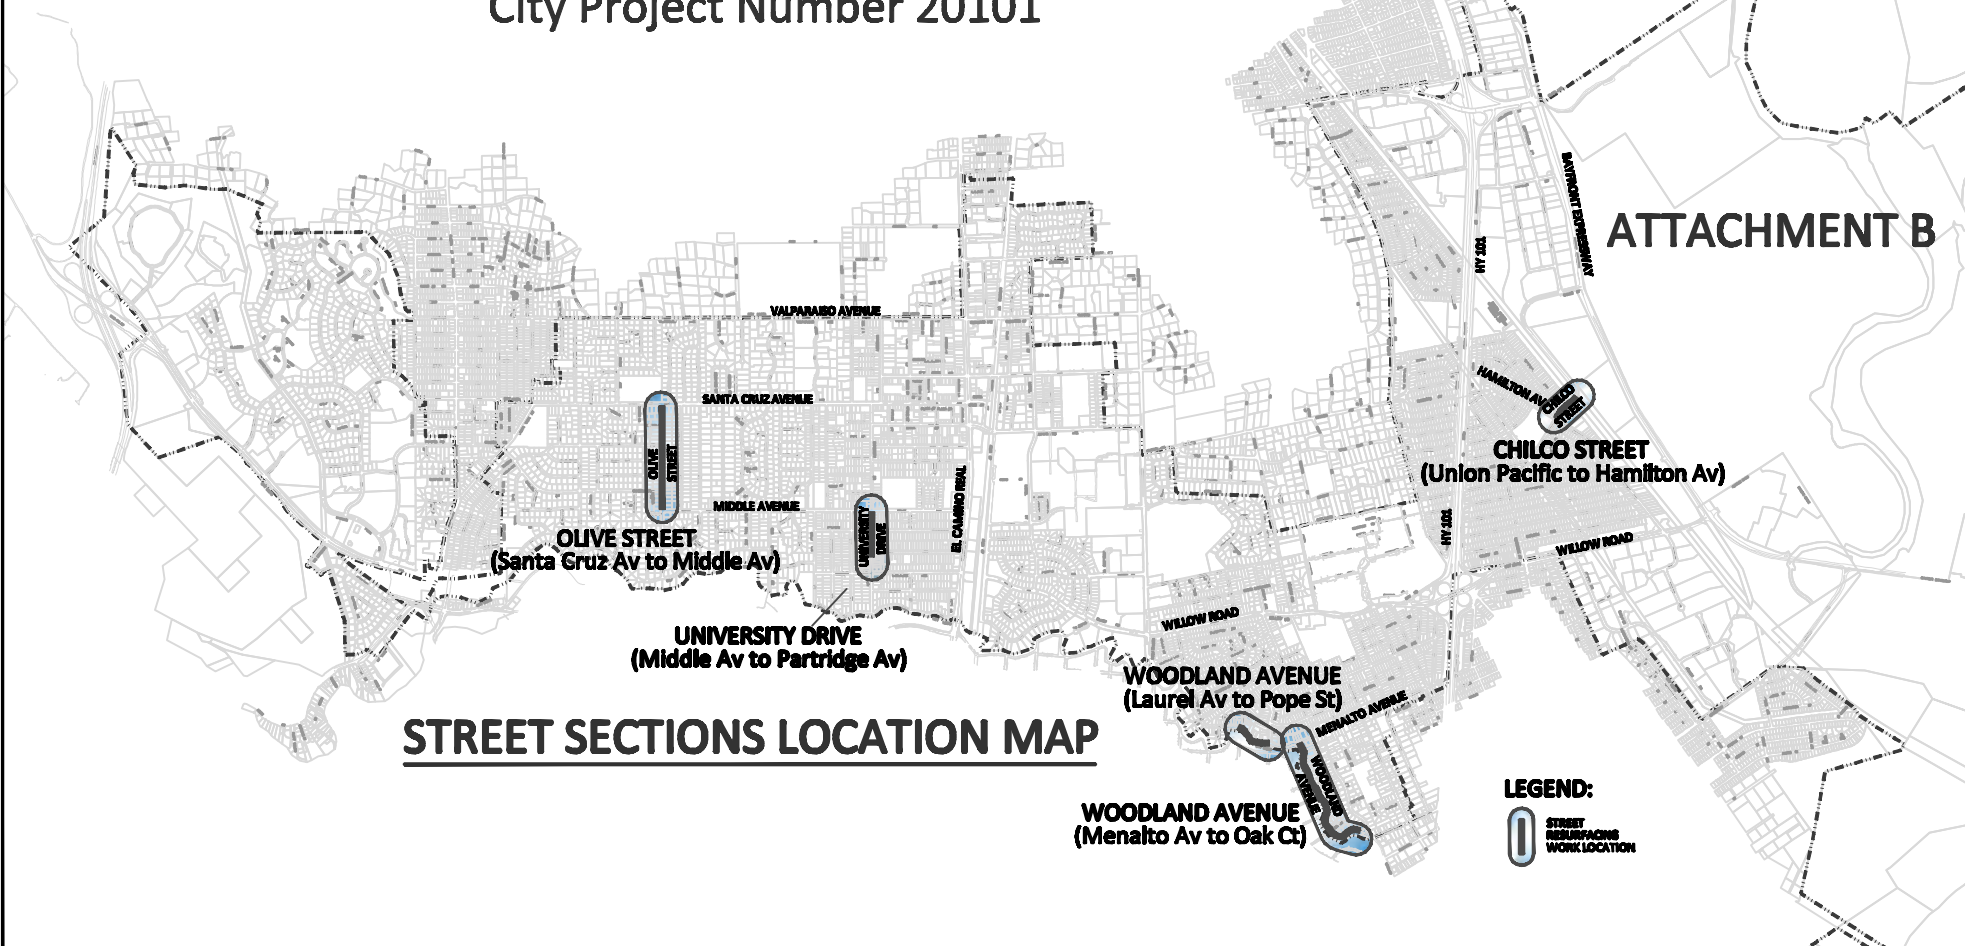 City Project Number 20101
ATTACHMENT B
BAYFRONT EXPRESSWAY
HY 101
VALPARAISO AVENUE
SANTA CRUZ AVENUE
HAMILTON AV
CHILCO
STREET
CHILCO STREET
(Union Pacific to Hamilton Av)
OLIVE
STREET
MIDDLE AVENUE
OLIVE STREET
(Santa Cruz Av to Middle Av)
UNIVERSITY
DRIVE
EL CAMINO REAL
HY 101
WILLOW ROAD
WILLOW ROAD
UNIVERSITY DRIVE
(Middle Av to Partridge Av)
WOODLAND AVENUE
(Laurel Av to Pope St)
MENALTO AVENUE
STREET SECTIONS LOCATION MAP
WOODLAND
AVENUE
WOODLAND AVENUE
(Menalto Av to Oak Ct)
LEGEND:
STREET
RESURFACING
WORK LOCATION